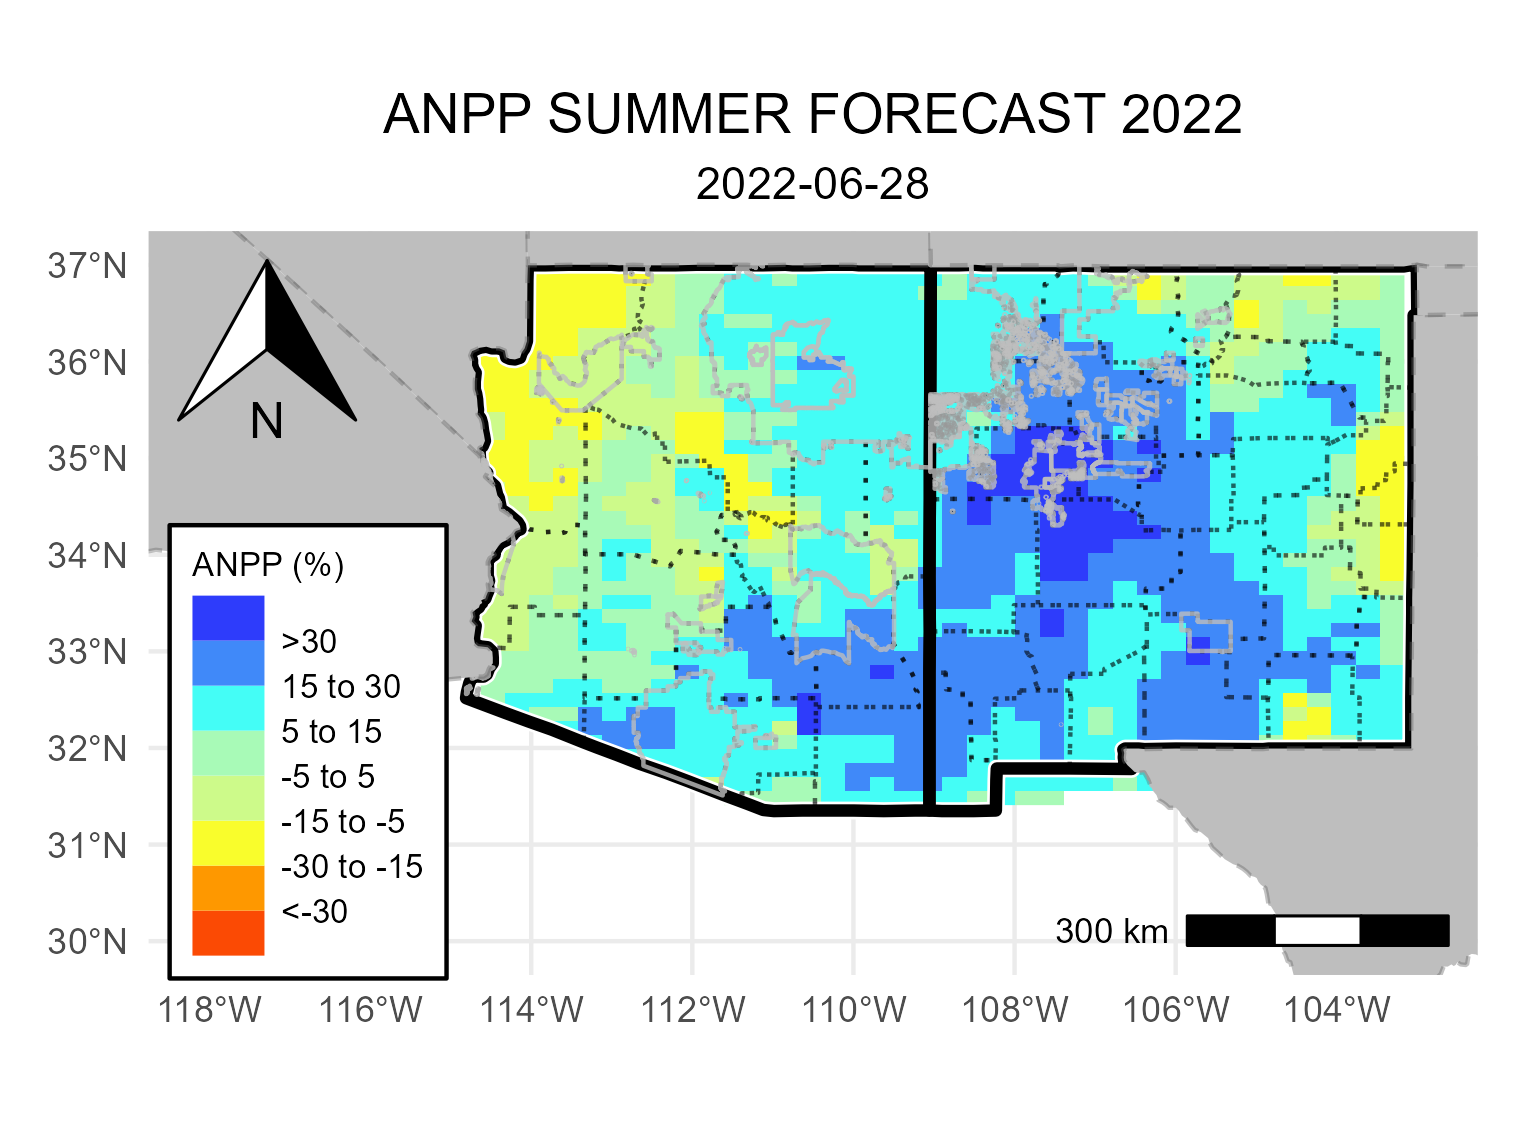 ANPP SUMMER FORECAST 2022
2022-06-28
37°N
36°N
35°N
34°N
33°N
32°N
31°N
30°N
N
ANPP (%)
>30
15 to 30
5 to 15
-5 to 5
-15 to -5
-30 to -15
<-30
300 km
118°W 116°W 114°W 112°W 110°W 108°W 106°W 104°W